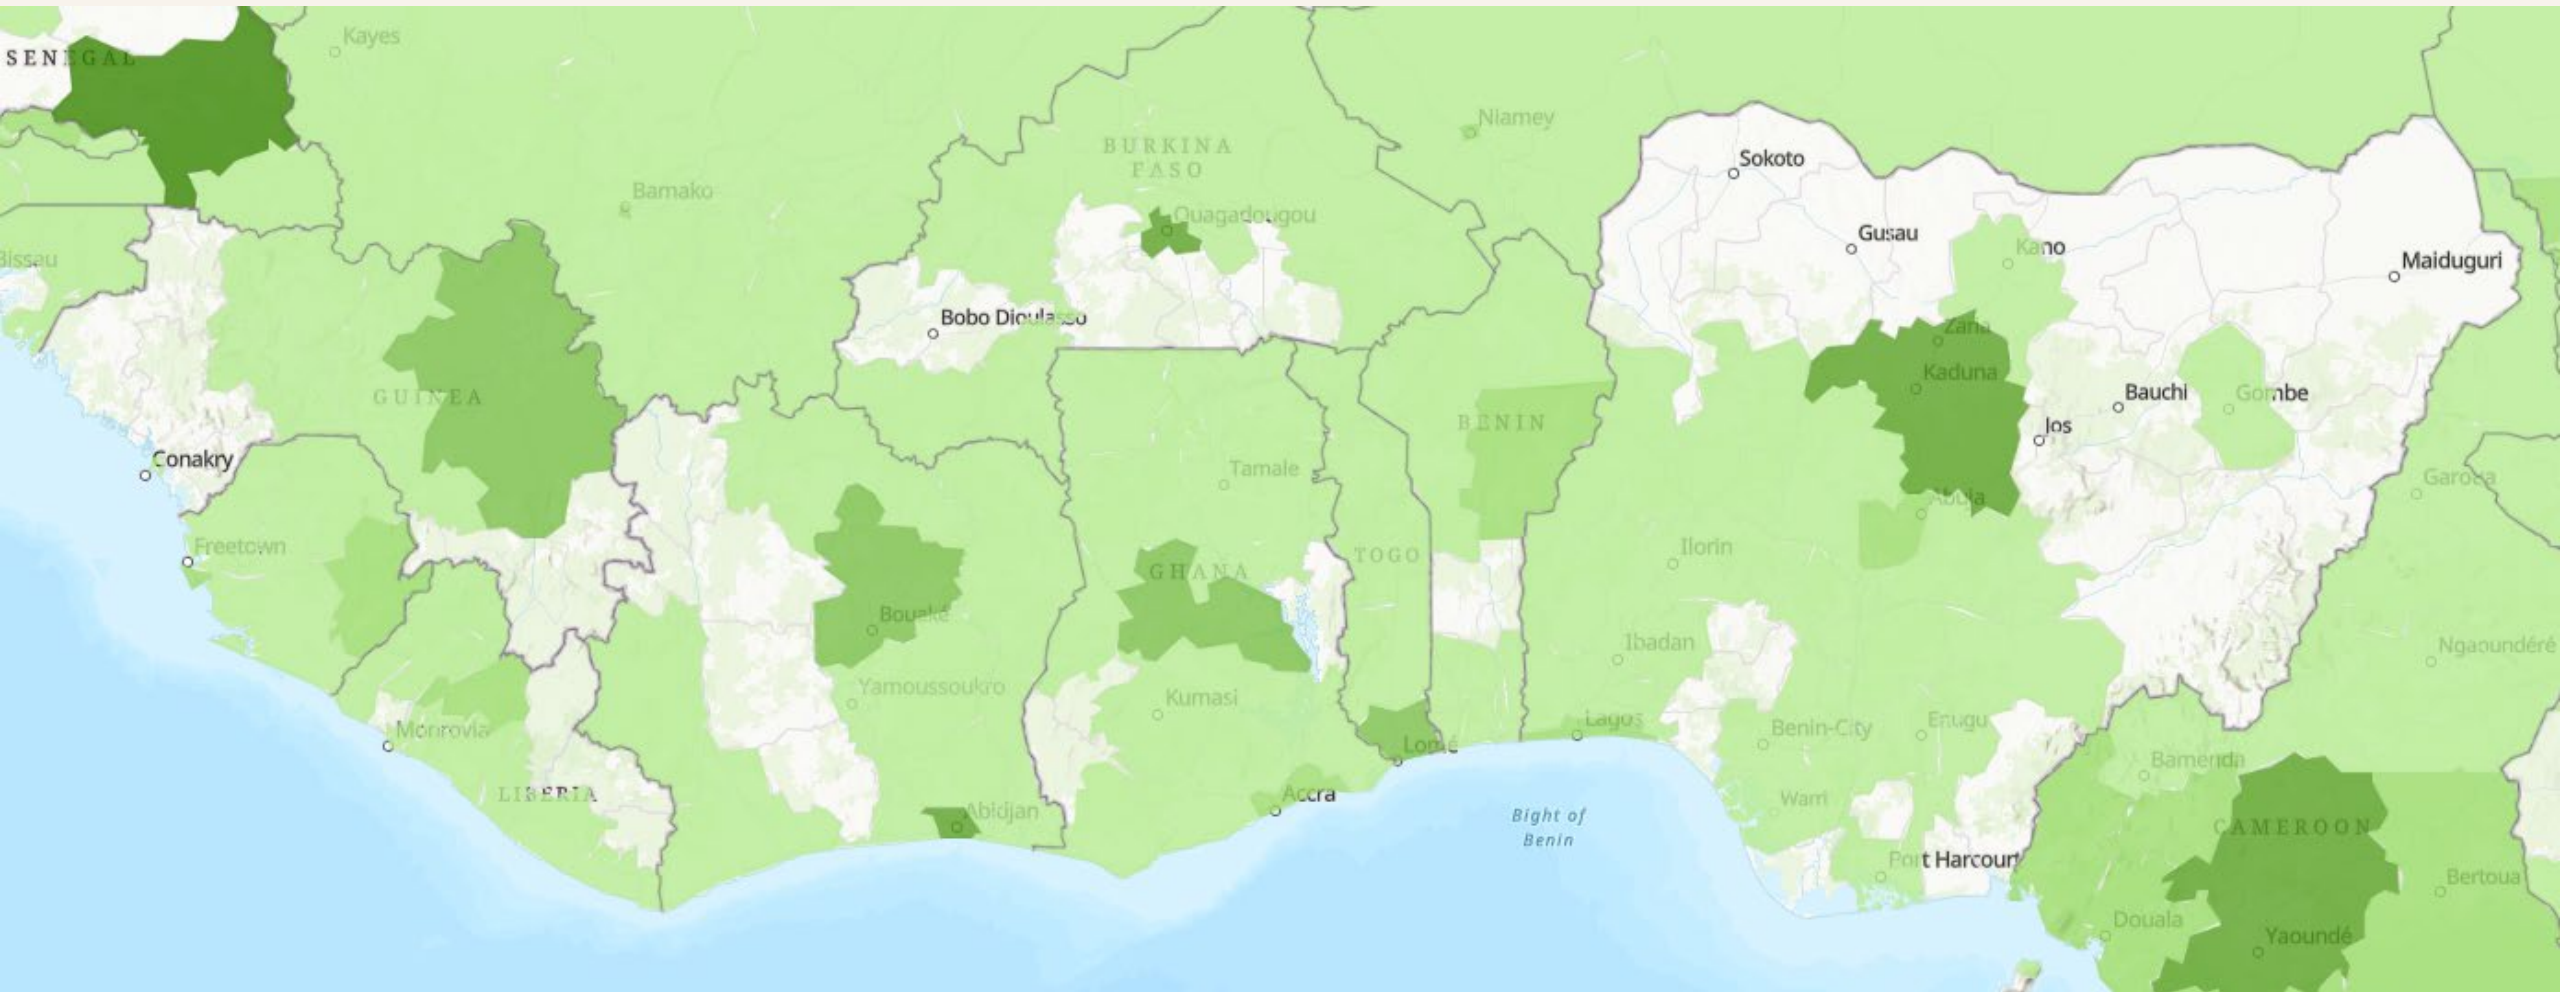 Kayes
SENEGAL
Niamey
BURKINA
FASO
Sokoto
Bamako
Ouagadougou
Gusau
Kano
Bissau
Maiduguri
Bobo Dioulasso
Zaria
Kaduna
GUINEA
Bauchi
Gombe
BENIN
Jos
Conakry
Tamale
Garoua
Abuja
Freetown
Ilorin
TOGO
GHANA
Bouaké
Ibadan
Ngaoundéré
Yamoussoukro
Kumasi
Lagos
Enugu
Benin-City
Monrovia
Lomé
Bamenda
LIBERIA
Accra
Warri
Abidjan
Bight of
Benin
CAMEROON
Port Harcourt
Bertoua
Douala
Yaoundé